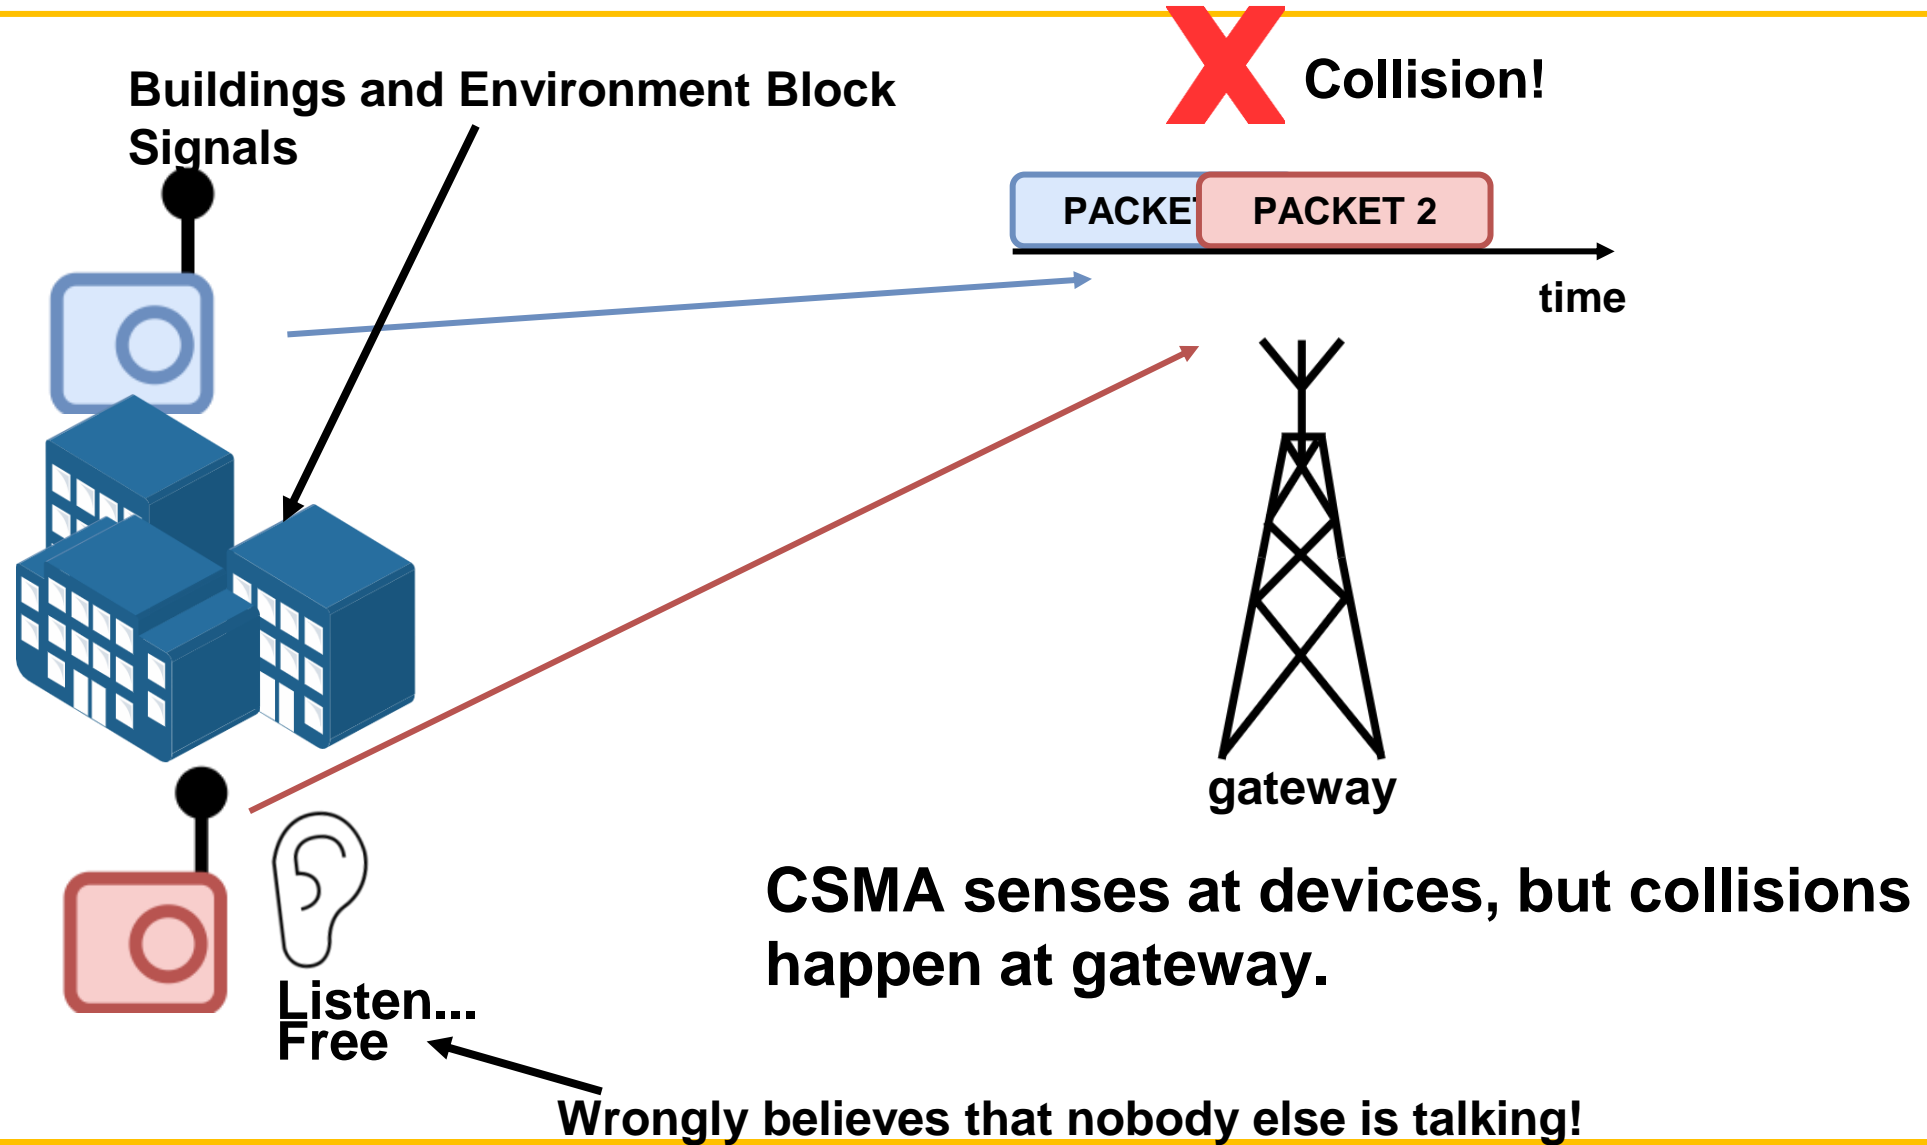 Buildings and Environment Block
Signals
Collision!
PACKET
PACKET 2
time
gateway
CSMA senses at devices, but collisions
happen at gateway.
Listen...
Free
Wrongly believes that nobody else is talking!